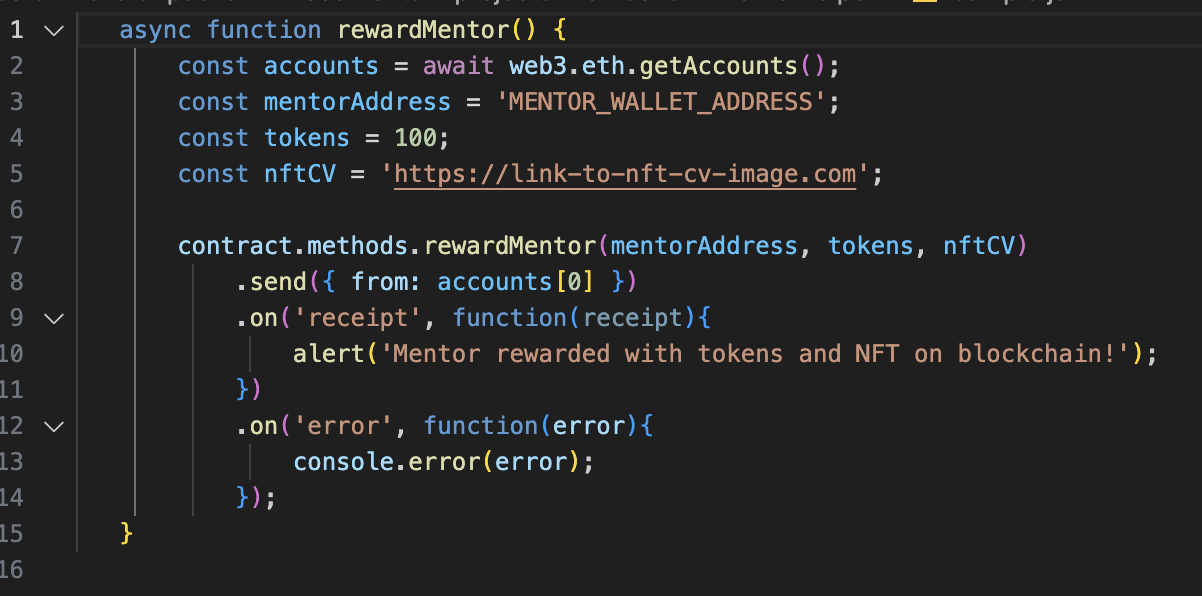 1 async function rewardMentor() {
2 const accounts = await web3.eth.getAccounts();
3 const mentorAddress = 'MENTOR_WALLET_ADDRESS';
4 const tokens = 100;
5 const nftCV = 'https://link-to-nft-cv-image.com';
6
7 contract.methods.rewardMentor(mentorAddress, tokens, nftCV)
8 .send({ from: accounts[0] })
9 .on('receipt', function(receipt){
10 alert('Mentor rewarded with tokens and NFT on blockchain!');
11 })
12 .on('error', function(error){
13 console.error(error);
14 });
15 }
16